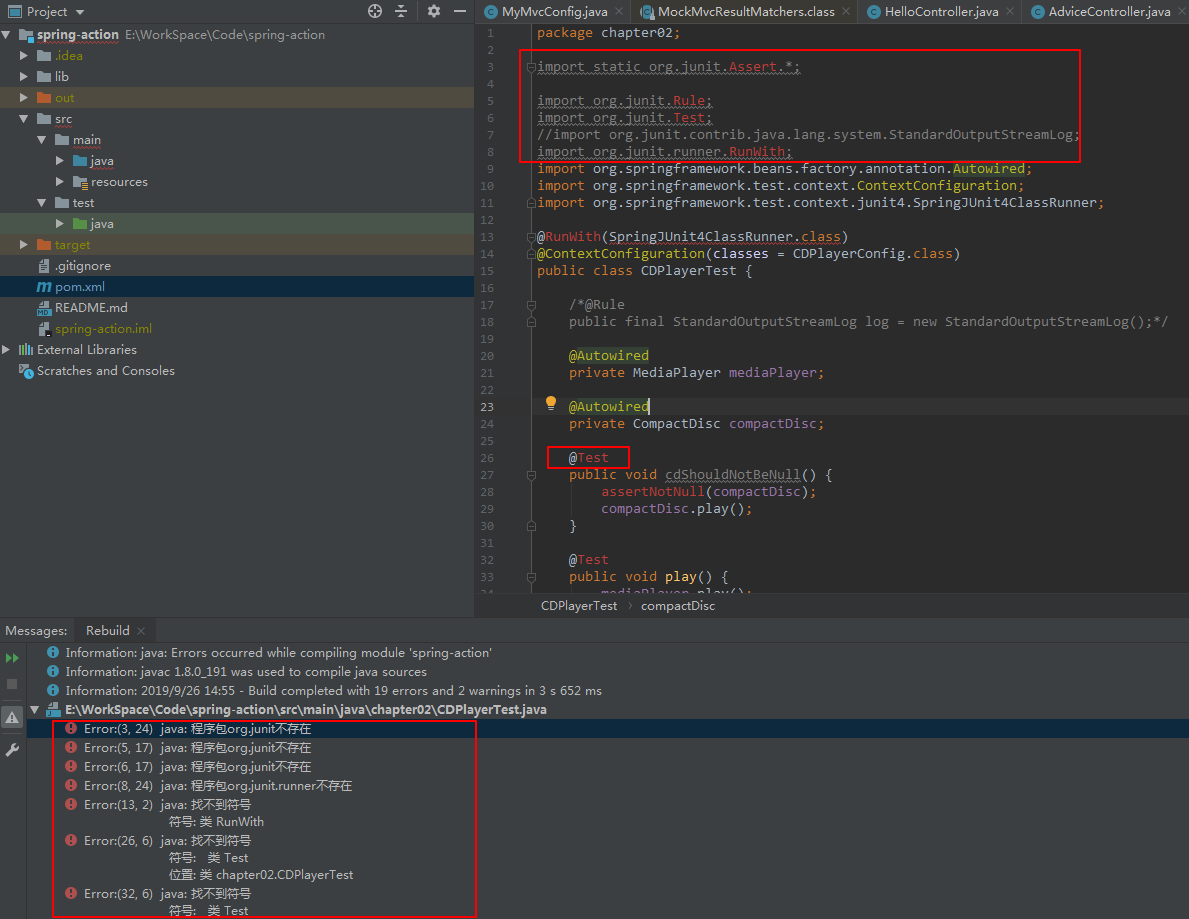 Project
spring-action E:\WorkSpace\Code\spring-action
.idea
lib
out
src
main
java
resources
test
java
target
.gitignore
pom.xml
README.md
spring-action.iml
External Libraries
Scratches and Consoles
MyMvcConfig.java
MockMvcResultMatchers.class
HelloController.java
AdviceController.java
1 package chapter02;
2
3 import static org.junit.Assert.*;
4
5 import org.junit.Rule;
6 import org.junit.Test;
7 //import org.junit.contrib.java.lang.system.StandardOutputStreamLog;
8 import org.junit.runner.RunWith;
9 import org.springframework.beans.factory.annotation.Autowired;
10 import org.springframework.test.context.ContextConfiguration;
11 import org.springframework.test.context.junit4.SpringJUnit4ClassRunner;
12
13 @RunWith(SpringJUnit4ClassRunner.class)
14 @ContextConfiguration(classes = CDPlayerConfig.class)
15 public class CDPlayerTest {
16
17 /*@Rule
18 public final StandardOutputStreamLog log = new StandardOutputStreamLog();*/
19
20 @Autowired
21 private MediaPlayer mediaPlayer;
22
23 @Autowired
24 private CompactDisc compactDisc;
25
26 @Test
27 public void cdShouldNotBeNull() {
28 assertNotNull(compactDisc);
29 compactDisc.play();
30 }
31
32 @Test
33 public void play() {
34 mediaPlayer.play();
CDPlayerTest › compactDisc
Messages: Rebuild
Information: java: Errors occurred while compiling module 'spring-action'
Information: javac 1.8.0_191 was used to compile java sources
Information: 2019/9/26 14:55 - Build completed with 19 errors and 2 warnings in 3 s 652 ms
E:\WorkSpace\Code\spring-action\src\main\java\chapter02\CDPlayerTest.java
Error:(3, 24) java: 程序包org.junit不存在
Error:(5, 17) java: 程序包org.junit不存在
Error:(6, 17) java: 程序包org.junit不存在
Error:(8, 24) java: 程序包org.junit.runner不存在
Error:(13, 2) java: 找不到符号
符号: 类 RunWith
Error:(26, 6) java: 找不到符号
符号: 类 Test
位置: 类 chapter02.CDPlayerTest
Error:(32, 6) java: 找不到符号
符号: 类 Test